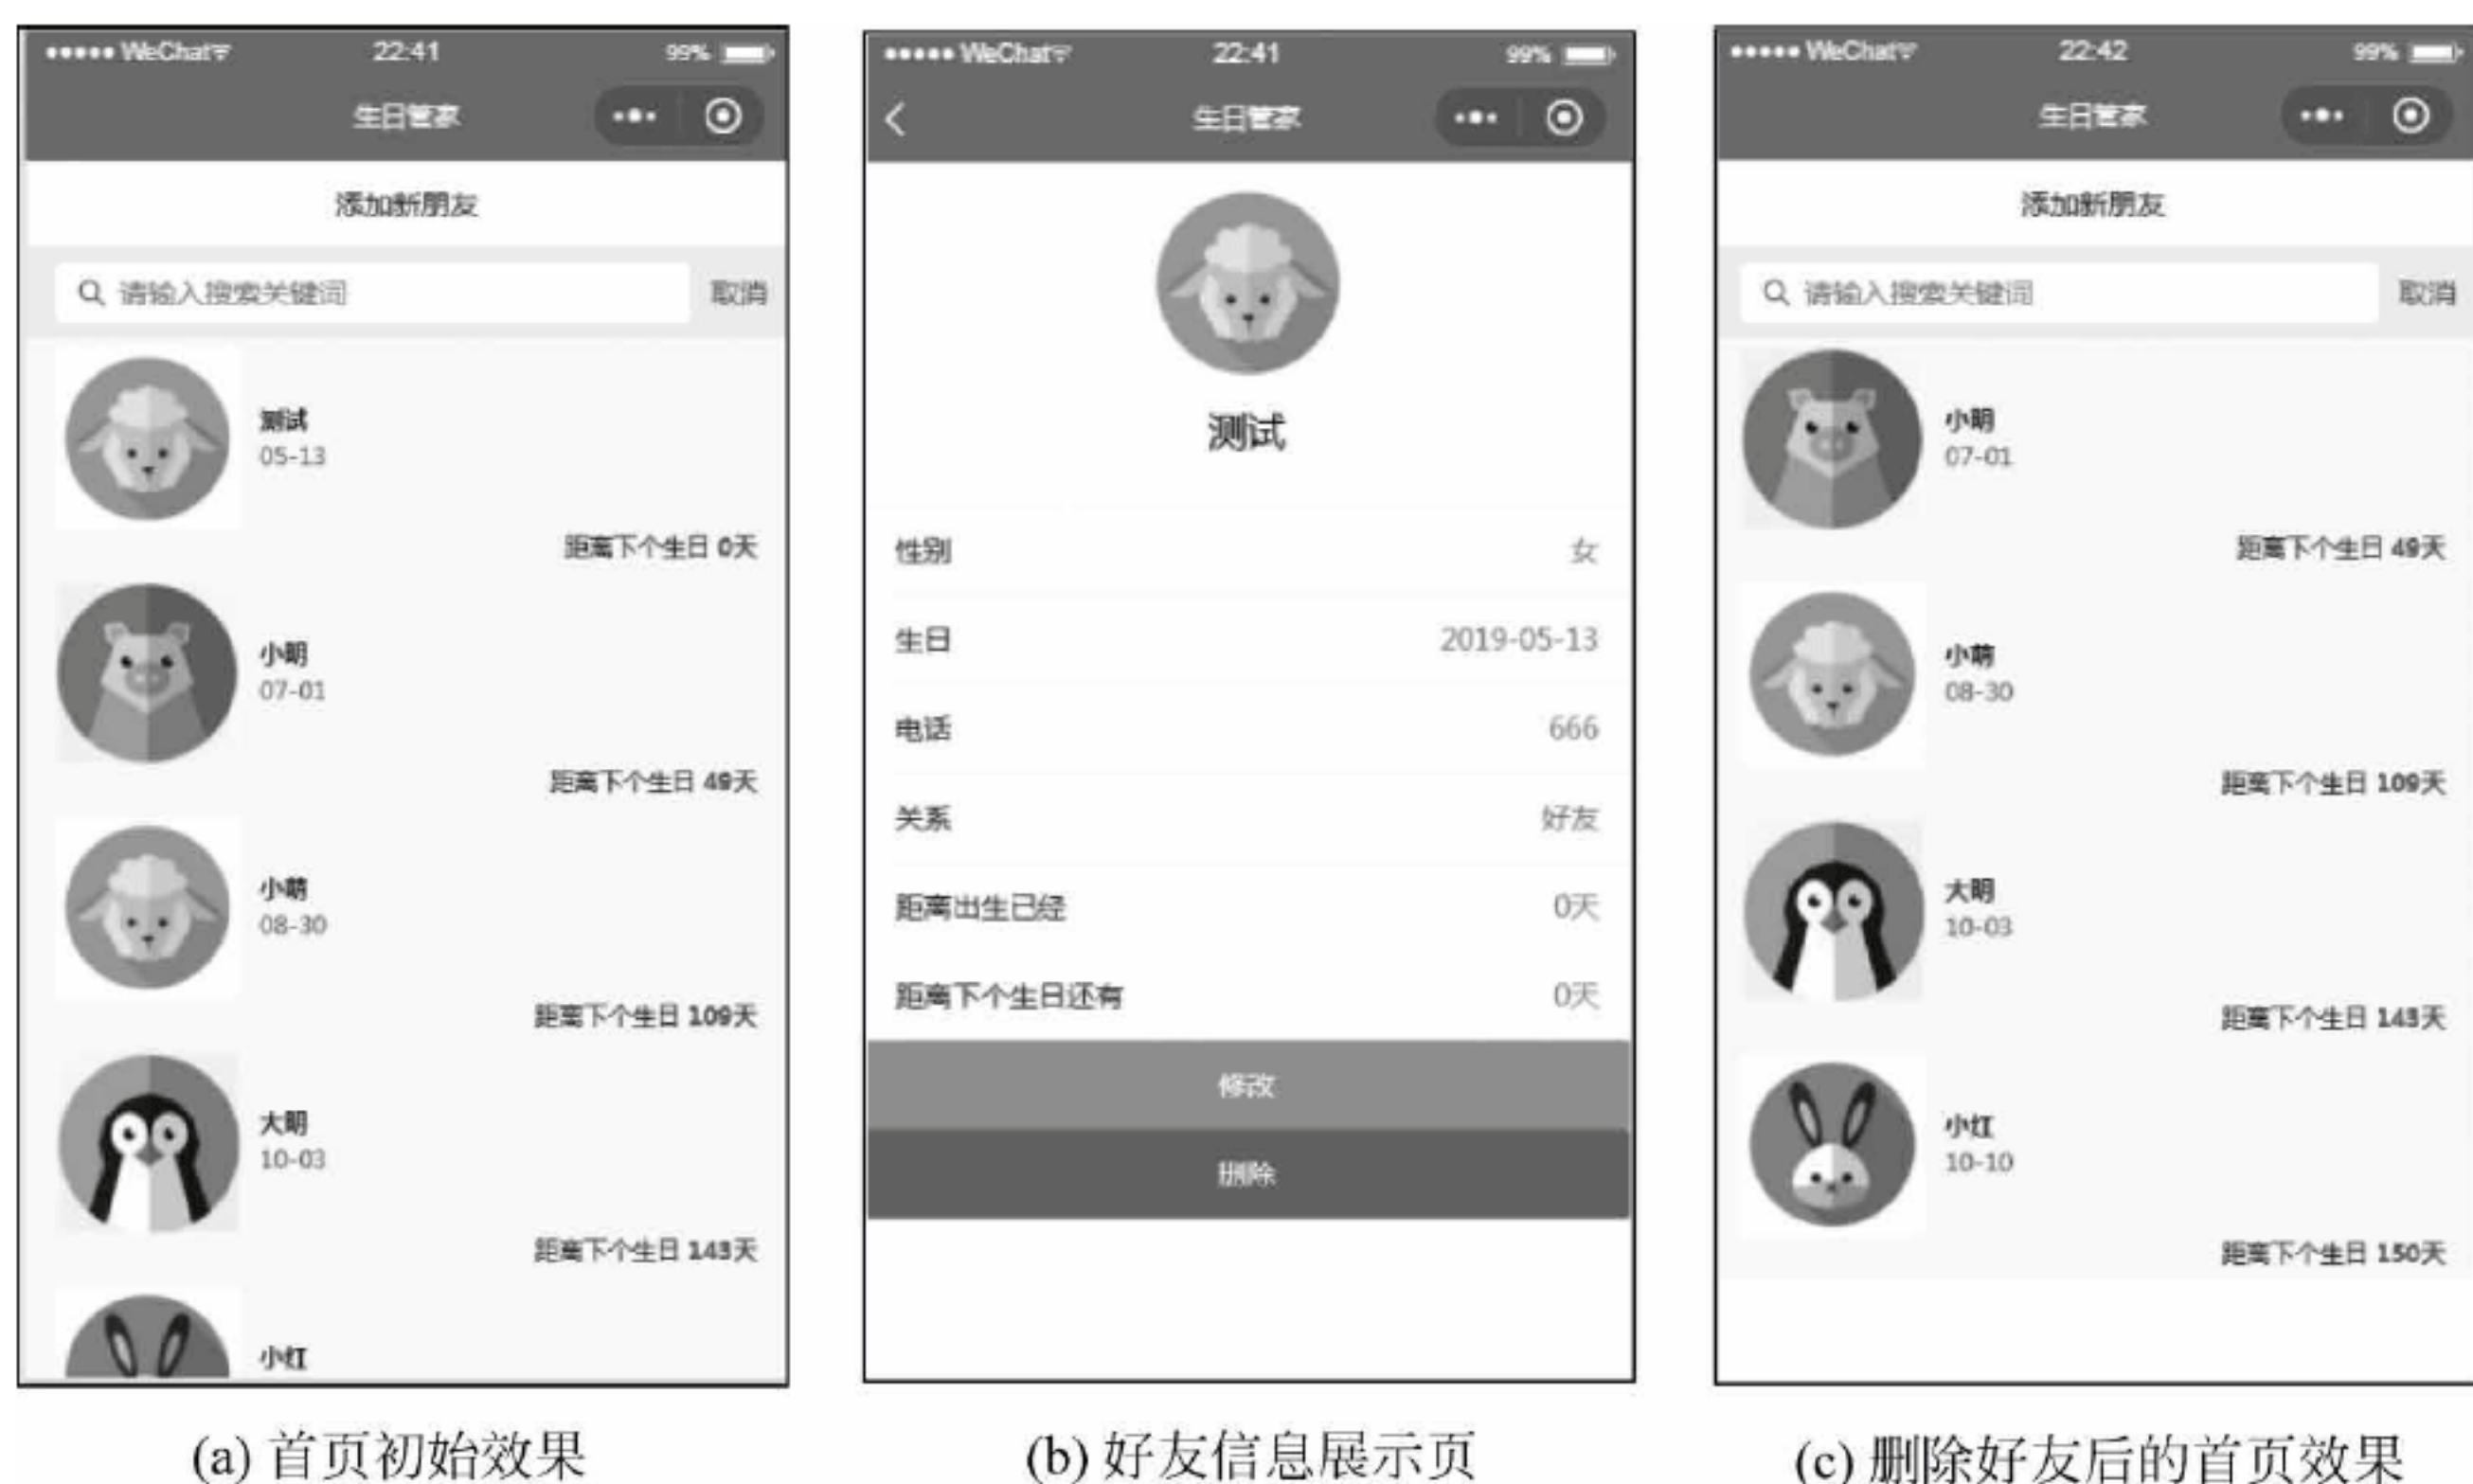 WeChat 22:41 99%
生日管家
添加新朋友
请输入搜索关键词 取消
测试
05-13
距离下个生日 0天
小明
07-01
距离下个生日 49天
小萌
08-30
距离下个生日 109天
大明
10-03
距离下个生日 143天
小红
(a) 首页初始效果
WeChat 22:41 99%
生日管家
测试
性别 女
生日 2019-05-13
电话 666
关系 好友
距离出生已经 0天
距离下个生日还有 0天
修改
删除
(b) 好友信息展示页
WeChat 22:42 99%
生日管家
添加新朋友
请输入搜索关键词 取消
小明
07-01
距离下个生日 49天
小萌
08-30
距离下个生日 109天
大明
10-03
距离下个生日 143天
小红
10-10
距离下个生日 150天
(c) 删除好友后的首页效果